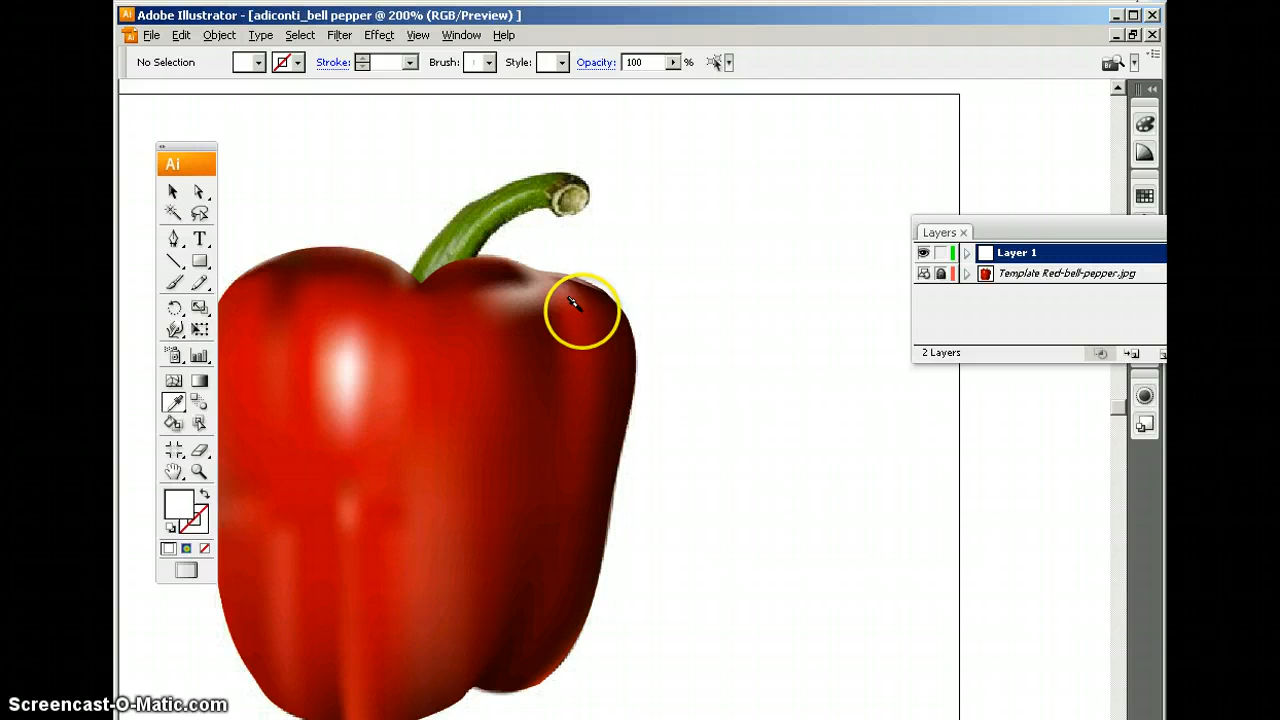 Ai Adobe Illustrator - [adiconti_bell pepper @ 200% (RGB/Preview) ]
File Edit Object Type Select Filter Effect View Window Help
No Selection Stroke: Brush: Style: Opacity: 100 % Br
Ai
T
Layers x
Layer 1
Template Red-bell-pepper.jpg
2 Layers
Screencast-O-Matic.com